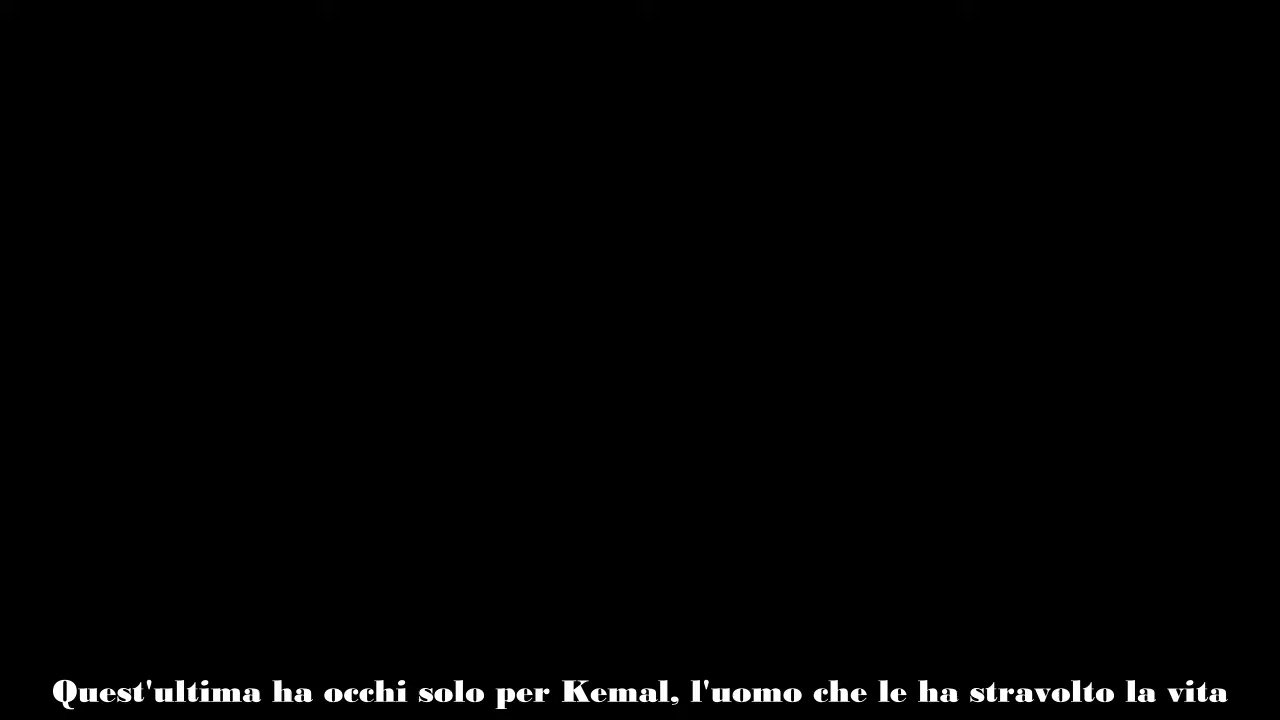 Quest'ultima ha occhi solo per Kemal, l'uomo che le ha stravolto la vita